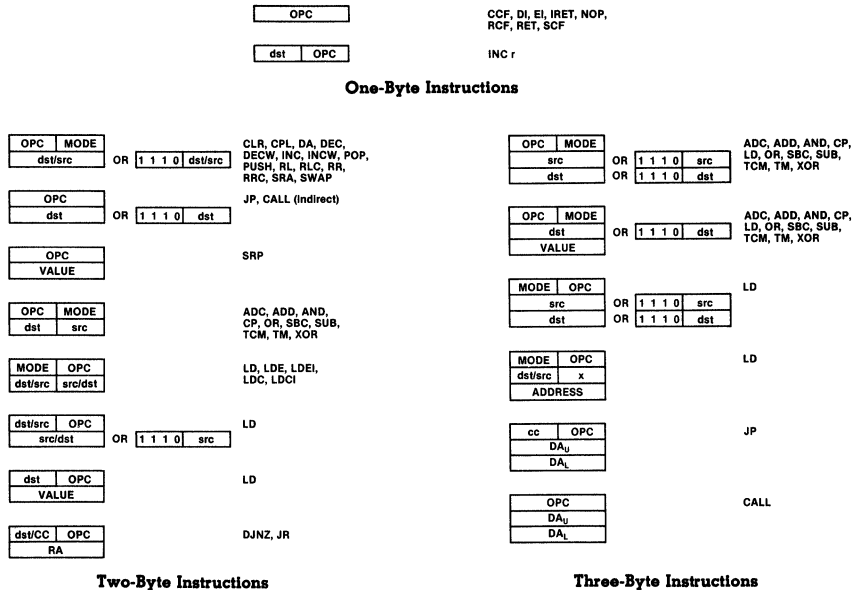 OPC
CCF, DI, EI, IRET, NOP,
RCF, RET, SCF
dst OPC
INC r
One-Byte Instructions
OPC MODE
dst/src OR 1 1 1 0 dst/src
CLR, CPL, DA, DEC,
DECW, INC, INCW, POP,
PUSH, RL, RLC, RR,
RRC, SRA, SWAP
OPC
dst OR 1 1 1 0 dst
JP, CALL (Indirect)
OPC
VALUE
SRP
OPC MODE
dst src
ADC, ADD, AND,
CP, OR, SBC, SUB,
TCM, TM, XOR
MODE OPC
dst/src src/dst
LD, LDE, LDEI,
LDC, LDCI
dst/src OPC
src/dst OR 1 1 1 0 src
LD
dst OPC
VALUE
LD
dst/CC OPC
RA
DJNZ, JR
Two-Byte Instructions
OPC MODE
src OR 1 1 1 0 src
dst OR 1 1 1 0 dst
ADC, ADD, AND, CP,
LD, OR, SBC, SUB,
TCM, TM, XOR
OPC MODE
dst OR 1 1 1 0 dst
VALUE
ADC, ADD, AND, CP,
LD, OR, SBC, SUB,
TCM, TM, XOR
MODE OPC
src OR 1 1 1 0 src
dst OR 1 1 1 0 dst
LD
MODE OPC
dst/src x
ADDRESS
LD
cc OPC
DAU
DAL
JP
OPC
DAU
DAL
CALL
Three-Byte Instructions